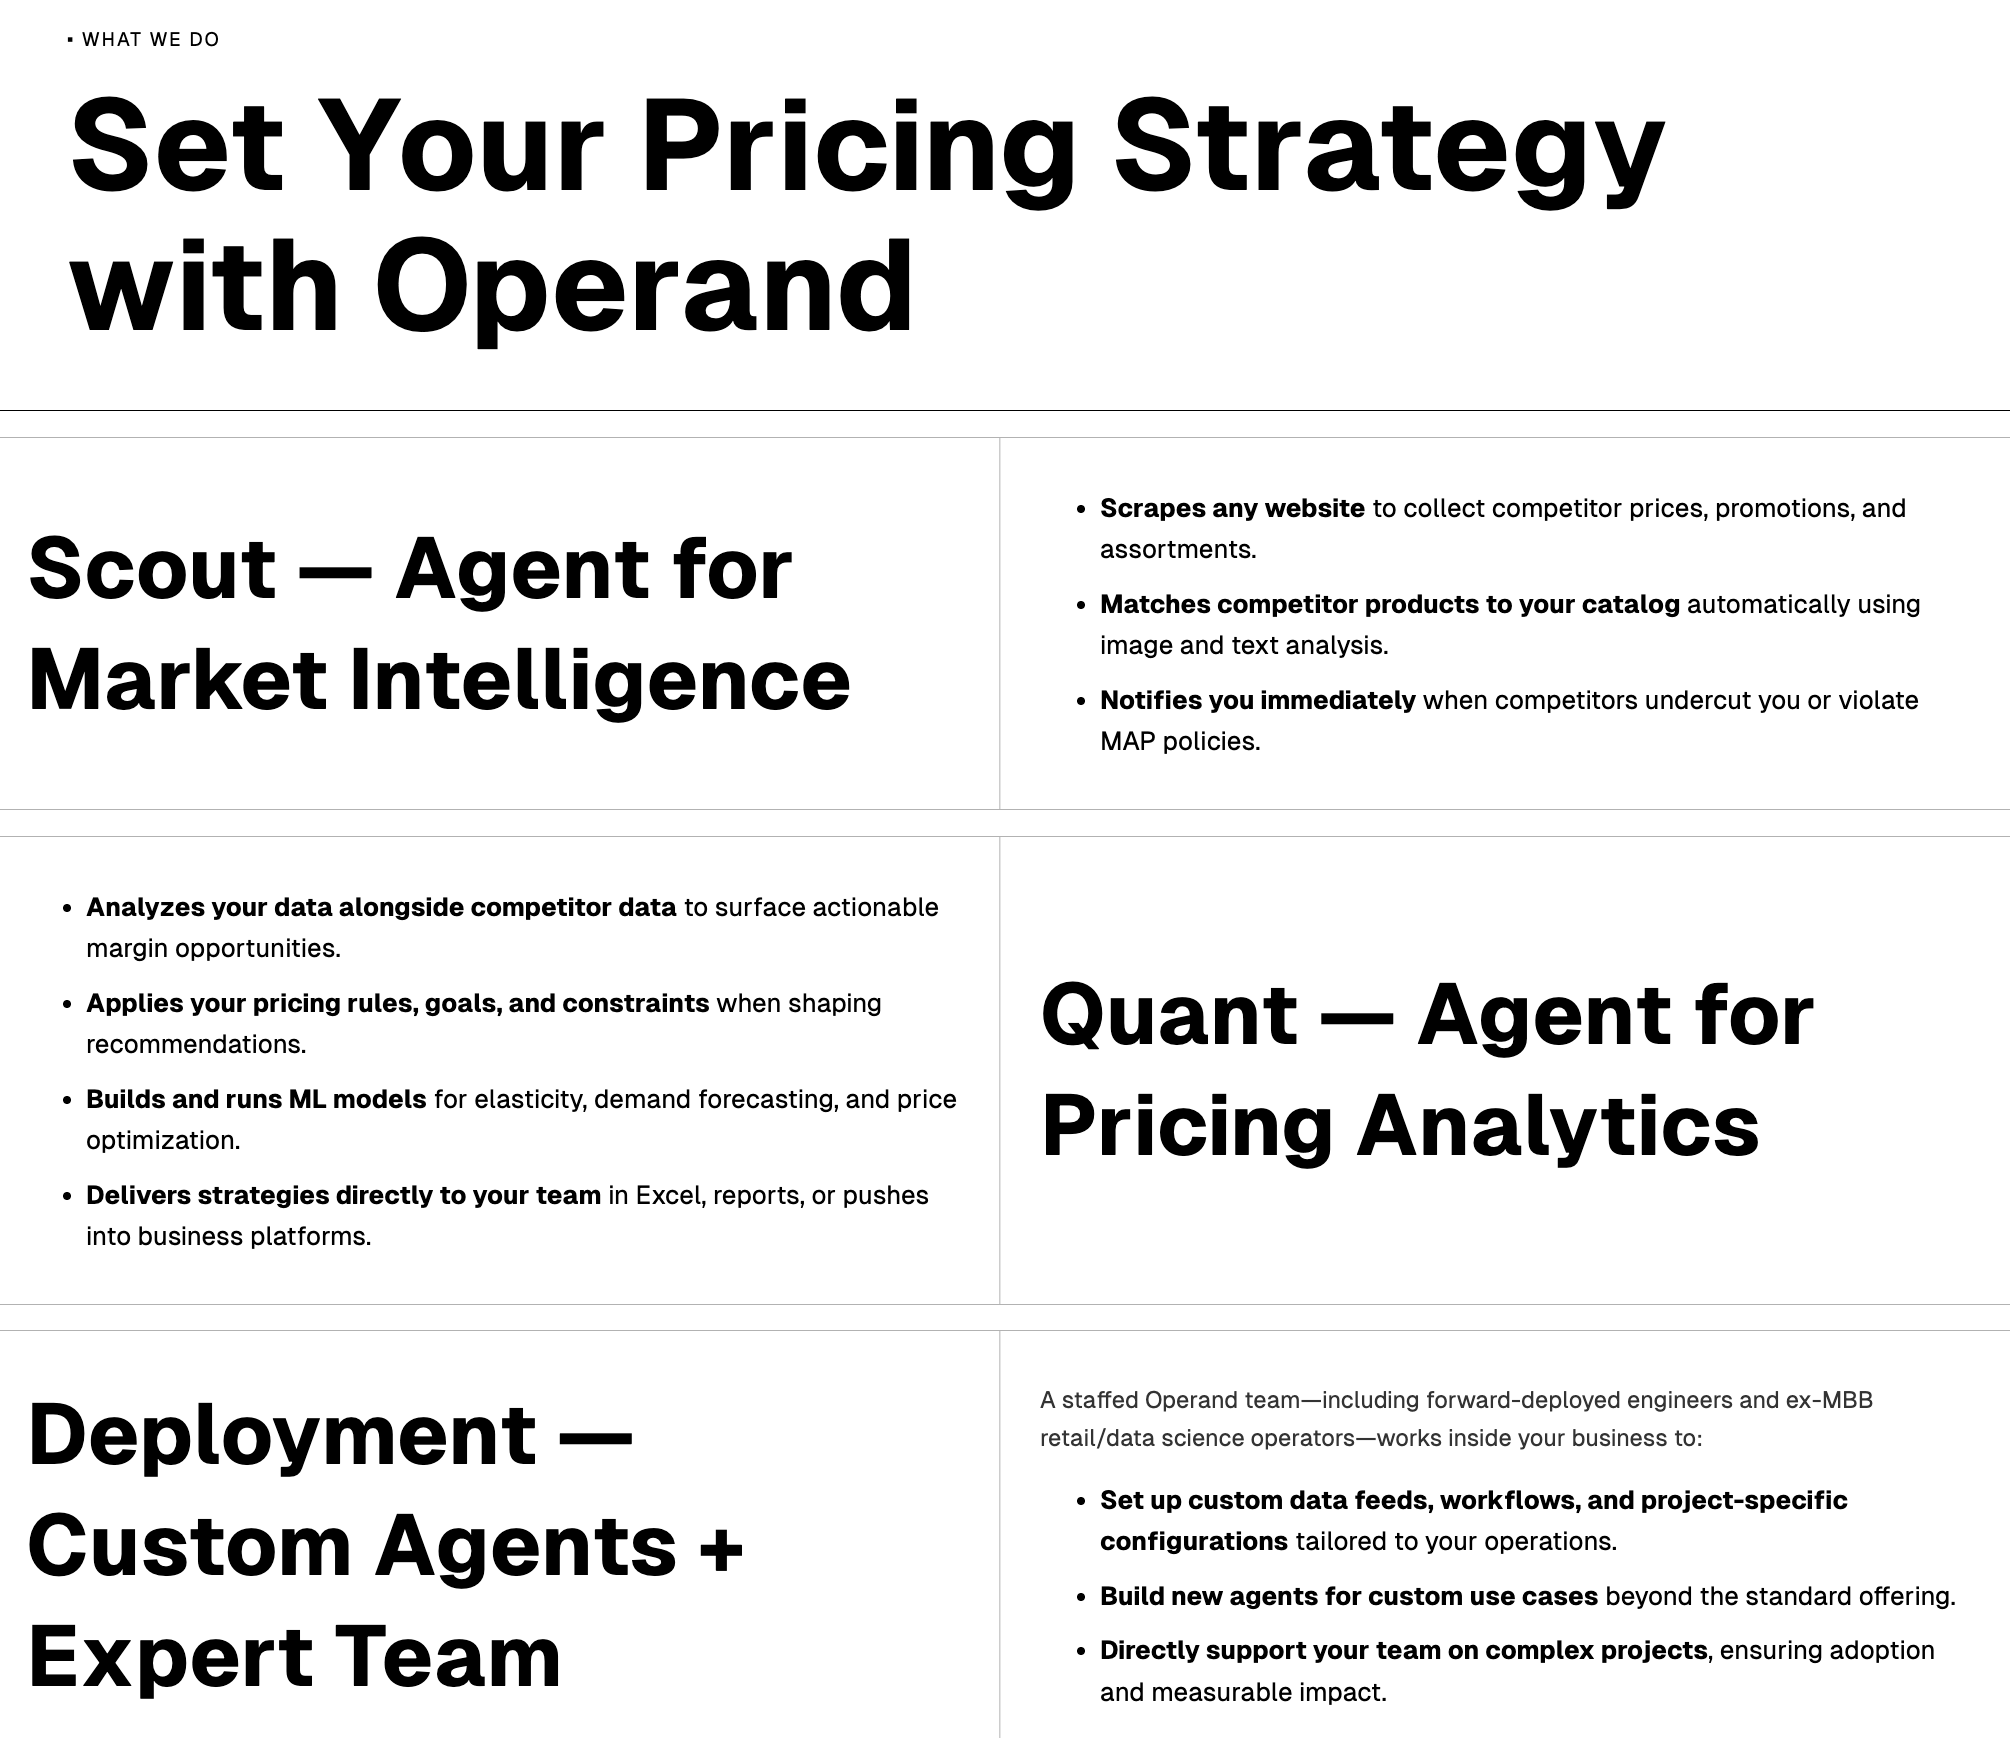 ▪ WHAT WE DO
Set Your Pricing Strategy
with Operand
Scout — Agent for
Market Intelligence
• Scrapes any website to collect competitor prices, promotions, and
assortments.
• Matches competitor products to your catalog automatically using
image and text analysis.
• Notifies you immediately when competitors undercut you or violate
MAP policies.
• Analyzes your data alongside competitor data to surface actionable
margin opportunities.
• Applies your pricing rules, goals, and constraints when shaping
recommendations.
• Builds and runs ML models for elasticity, demand forecasting, and price
optimization.
• Delivers strategies directly to your team in Excel, reports, or pushes
into business platforms.
Quant — Agent for
Pricing Analytics
Deployment —
Custom Agents +
Expert Team
A staffed Operand team—including forward-deployed engineers and ex-MBB
retail/data science operators—works inside your business to:
• Set up custom data feeds, workflows, and project-specific
configurations tailored to your operations.
• Build new agents for custom use cases beyond the standard offering.
• Directly support your team on complex projects, ensuring adoption
and measurable impact.